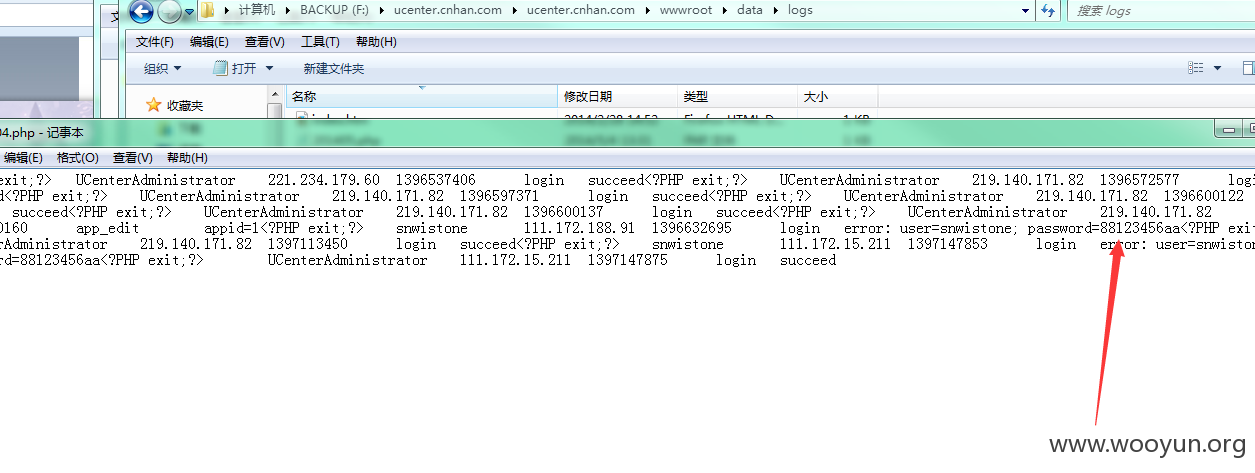 计算机 ▸ BACKUP (F:) ▸ ucenter.cnhan.com ▸ ucenter.cnhan.com ▸ wwwroot ▸ data ▸ logs
搜索 logs
文件(F) 编辑(E) 查看(V) 工具(T) 帮助(H)
组织 打开 新建文件夹
收藏夹
名称 修改日期 类型 大小
04.php - 记事本
编辑(E) 格式(O) 查看(V) 帮助(H)
exit;?> UCenterAdministrator 221.234.179.60 1396537406 login succeed<?PHP exit;?> UCenterAdministrator 219.140.171.82 1396572577
<?PHP exit;?> UCenterAdministrator 219.140.171.82 1396597371 login succeed<?PHP exit;?> UCenterAdministrator 219.140.171.82 1396600122
succeed<?PHP exit;?> UCenterAdministrator 219.140.171.82 1396600137 login succeed<?PHP exit;?> UCenterAdministrator 219.140.171.82
0160 app_edit appid=1<?PHP exit;?> snwistone 111.172.188.91 1396632695 login error: user=snwistone; password=88123456aa<?PHP exit
Administrator 219.140.171.82 1397113450 login succeed<?PHP exit;?> snwistone 111.172.15.211 1397147853 login error: user=snwiston
rd=88123456aa<?PHP exit;?> UCenterAdministrator 111.172.15.211 1397147875 login succeed
www.wooyun.org